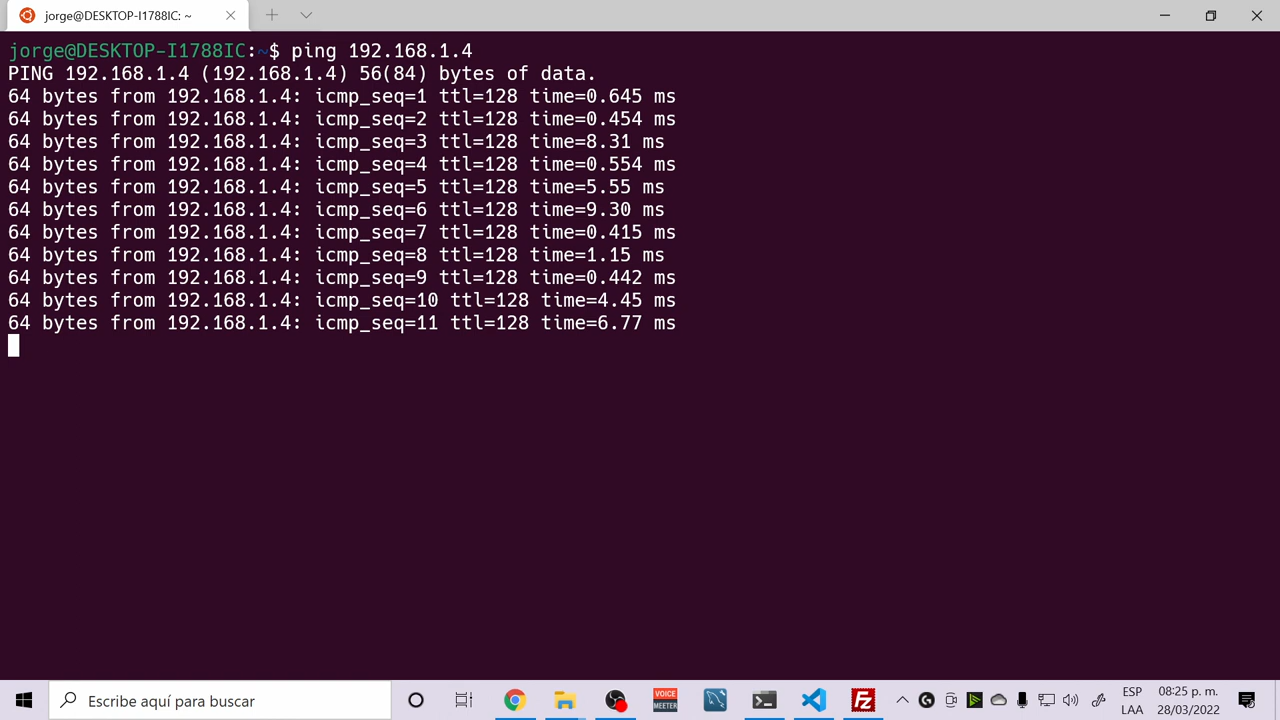 jorge@DESKTOP-I1788IC: ~
jorge@DESKTOP-I1788IC:~$ ping 192.168.1.4
PING 192.168.1.4 (192.168.1.4) 56(84) bytes of data.
64 bytes from 192.168.1.4: icmp_seq=1 ttl=128 time=0.645 ms
64 bytes from 192.168.1.4: icmp_seq=2 ttl=128 time=0.454 ms
64 bytes from 192.168.1.4: icmp_seq=3 ttl=128 time=8.31 ms
64 bytes from 192.168.1.4: icmp_seq=4 ttl=128 time=0.554 ms
64 bytes from 192.168.1.4: icmp_seq=5 ttl=128 time=5.55 ms
64 bytes from 192.168.1.4: icmp_seq=6 ttl=128 time=9.30 ms
64 bytes from 192.168.1.4: icmp_seq=7 ttl=128 time=0.415 ms
64 bytes from 192.168.1.4: icmp_seq=8 ttl=128 time=1.15 ms
64 bytes from 192.168.1.4: icmp_seq=9 ttl=128 time=0.442 ms
64 bytes from 192.168.1.4: icmp_seq=10 ttl=128 time=4.45 ms
64 bytes from 192.168.1.4: icmp_seq=11 ttl=128 time=6.77 ms
Escribe aquí para buscar
VOICE
MEETER
Fz
ESP
LAA
08:25 p. m.
28/03/2022